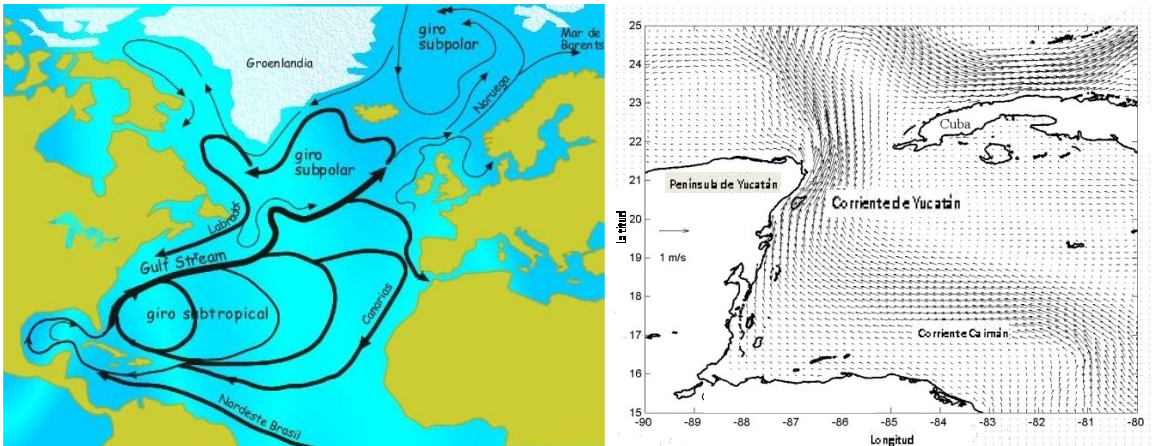 giro
subpolar
Mar de
Barents
Groenlandia
Noruega
giro
subpolar
Labrador
Gulf Stream
giro subtropical
Canarias
Nordeste Brasil
25
24
23
22
21
20
19
18
17
16
15
-90
-89
-88
-87
-86
-85
-84
-83
-82
-81
-80
Latitud
Longitud
Cuba
Península de Yucatán
Corriente de Yucatán
1 m/s
Corriente Caimán